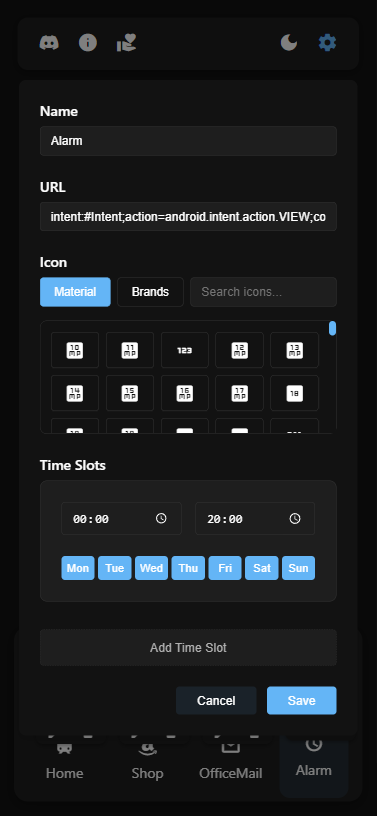 Name
Alarm
URL
intent:#Intent;action=android.intent.action.VIEW;co
Icon
Material Brands Search icons...
10 MP 11 MP 123 12 MP 13 MP
14 MP 15 MP 16 MP 17 MP 18
Time Slots
00:00 20:00
Mon Tue Wed Thu Fri Sat Sun
Add Time Slot
Cancel Save
Home Shop OfficeMail Alarm